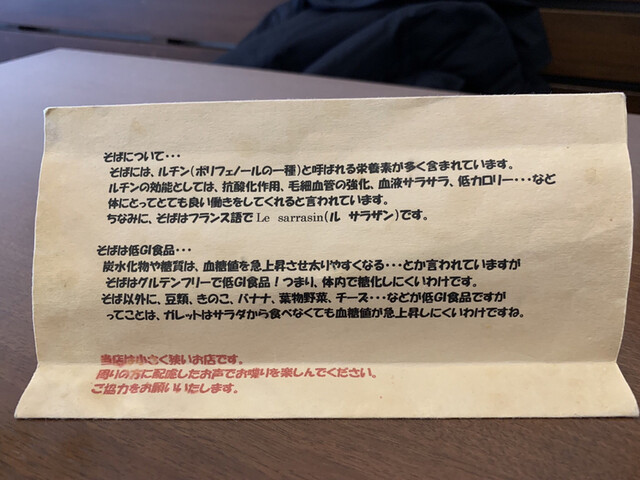 そばについて・・・
そばには、ルチン(ポリフェノールの一種)と呼ばれる栄養素が多く含まれています。
ルチンの効能としては、抗酸化作用、毛細血管の強化、血液サラサラ、低カロリー・・・など
体にとってとても良い働きをしてくれると言われています。
ちなみに、そばはフランス語でLe sarrasin(ル サラザン)です。
そばは低GI食品・・・
炭水化物や糖質は、血糖値を急上昇させ太りやすくなる・・・とか言われていますが
そばはグルテンフリーで低GI食品！つまり、体内で糖化しにくいわけです。
そば以外に、豆類、きのこ、バナナ、葉物野菜、チーズ・・・などが低GI食品ですが
ってことは、ガレットはサラダから食べなくても血糖値が急上昇しにくいわけですね。
当店は小さく狭いお店です。
周りの方に配慮したお声でお喋りを楽しんでください。
ご協力をお願いいたします。